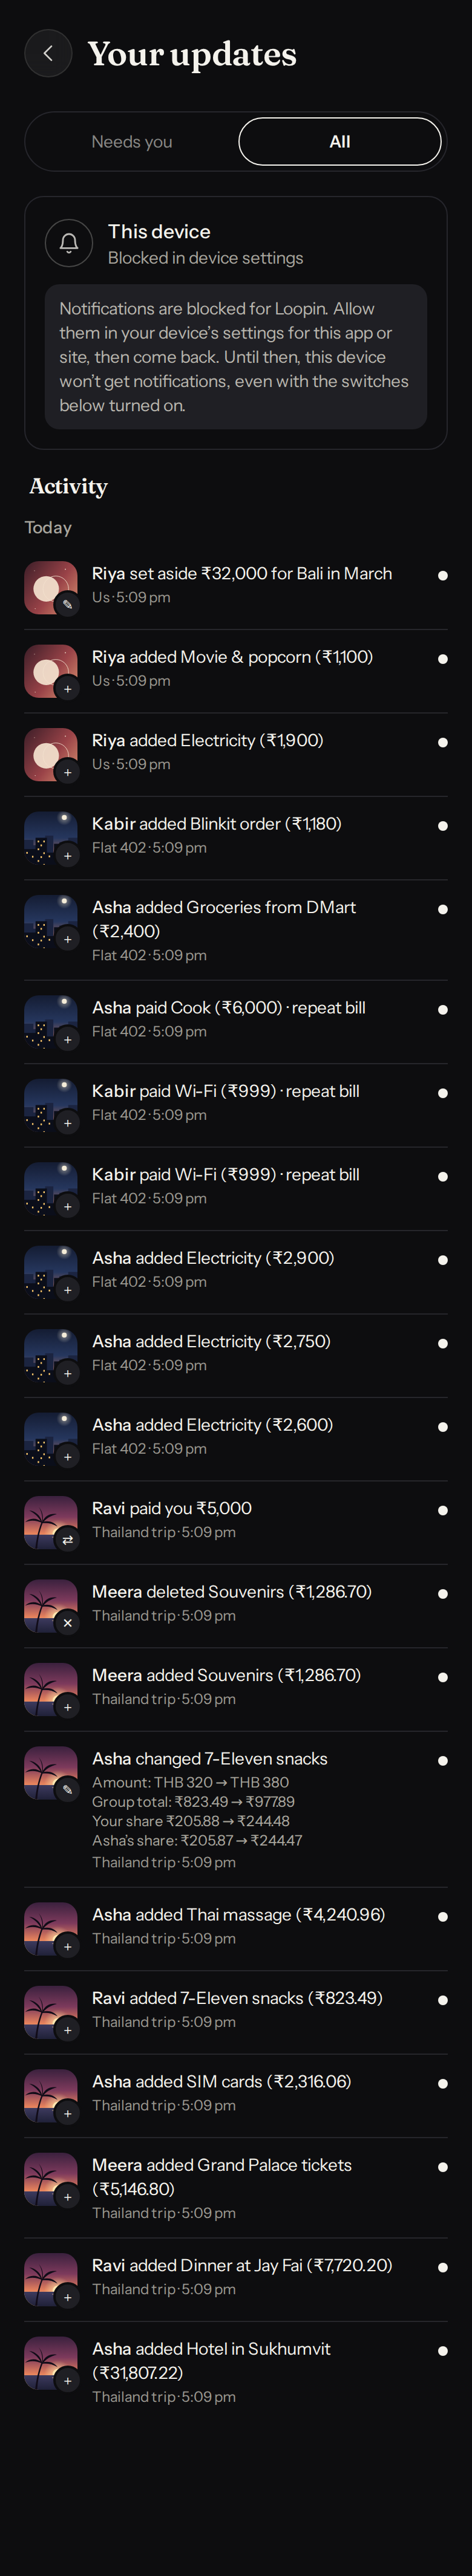 Your updates
Needs you
All
This device
Blocked in device settings
Notifications are blocked for Loopin. Allow
them in your device’s settings for this app or
site, then come back. Until then, this device
won’t get notifications, even with the switches
below turned on.
Activity
Today
Riya set aside ₹32,000 for Bali in March
Us · 5:09 pm
Riya added Movie & popcorn (₹1,100)
Us · 5:09 pm
Riya added Electricity (₹1,900)
Us · 5:09 pm
Kabir added Blinkit order (₹1,180)
Flat 402 · 5:09 pm
Asha added Groceries from DMart
(₹2,400)
Flat 402 · 5:09 pm
Asha paid Cook (₹6,000) · repeat bill
Flat 402 · 5:09 pm
Kabir paid Wi-Fi (₹999) · repeat bill
Flat 402 · 5:09 pm
Kabir paid Wi-Fi (₹999) · repeat bill
Flat 402 · 5:09 pm
Asha added Electricity (₹2,900)
Flat 402 · 5:09 pm
Asha added Electricity (₹2,750)
Flat 402 · 5:09 pm
Asha added Electricity (₹2,600)
Flat 402 · 5:09 pm
Ravi paid you ₹5,000
Thailand trip · 5:09 pm
Meera deleted Souvenirs (₹1,286.70)
Thailand trip · 5:09 pm
Meera added Souvenirs (₹1,286.70)
Thailand trip · 5:09 pm
Asha changed 7-Eleven snacks
Amount: THB 320 → THB 380
Group total: ₹823.49 → ₹977.89
Your share ₹205.88 → ₹244.48
Asha’s share: ₹205.87 → ₹244.47
Thailand trip · 5:09 pm
Asha added Thai massage (₹4,240.96)
Thailand trip · 5:09 pm
Ravi added 7-Eleven snacks (₹823.49)
Thailand trip · 5:09 pm
Asha added SIM cards (₹2,316.06)
Thailand trip · 5:09 pm
Meera added Grand Palace tickets
(₹5,146.80)
Thailand trip · 5:09 pm
Ravi added Dinner at Jay Fai (₹7,720.20)
Thailand trip · 5:09 pm
Asha added Hotel in Sukhumvit
(₹31,807.22)
Thailand trip · 5:09 pm